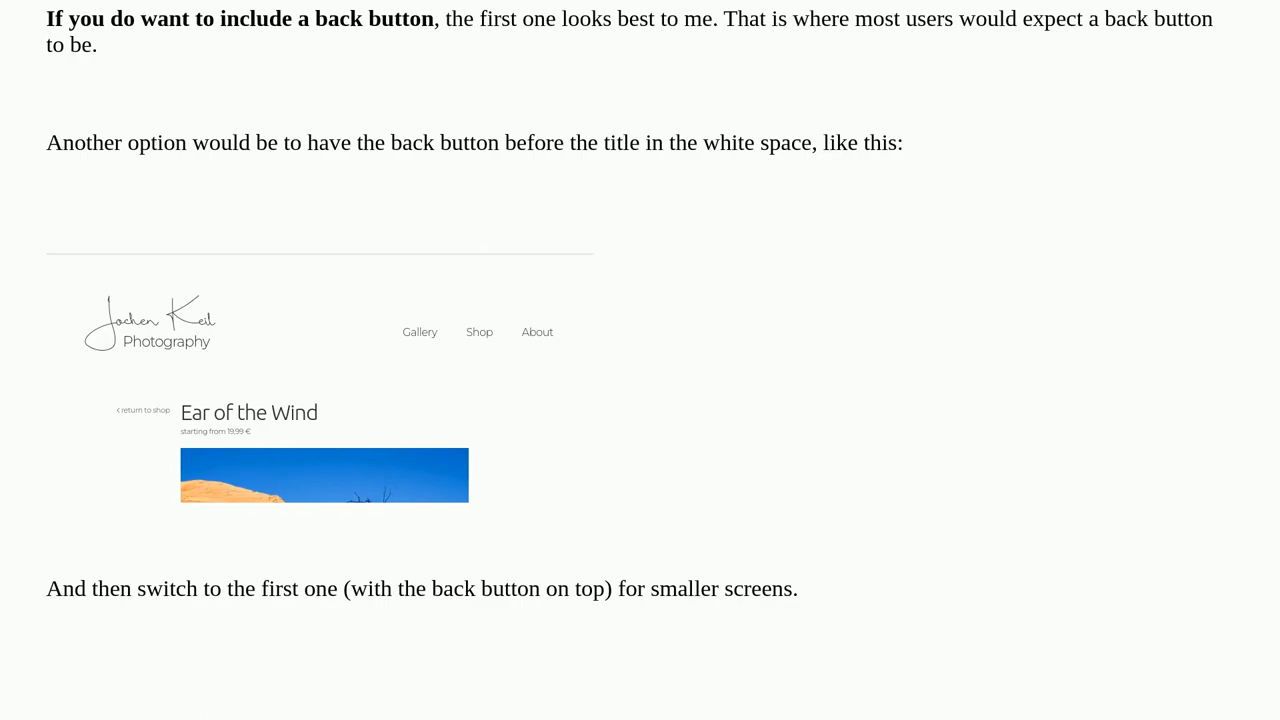 If you do want to include a back button, the first one looks best to me. That is where most users would expect a back button
to be.
Another option would be to have the back button before the title in the white space, like this:
Jochen Keil
Photography
Gallery Shop About
‹ return to shop
Ear of the Wind
starting from 19,99 €
And then switch to the first one (with the back button on top) for smaller screens.